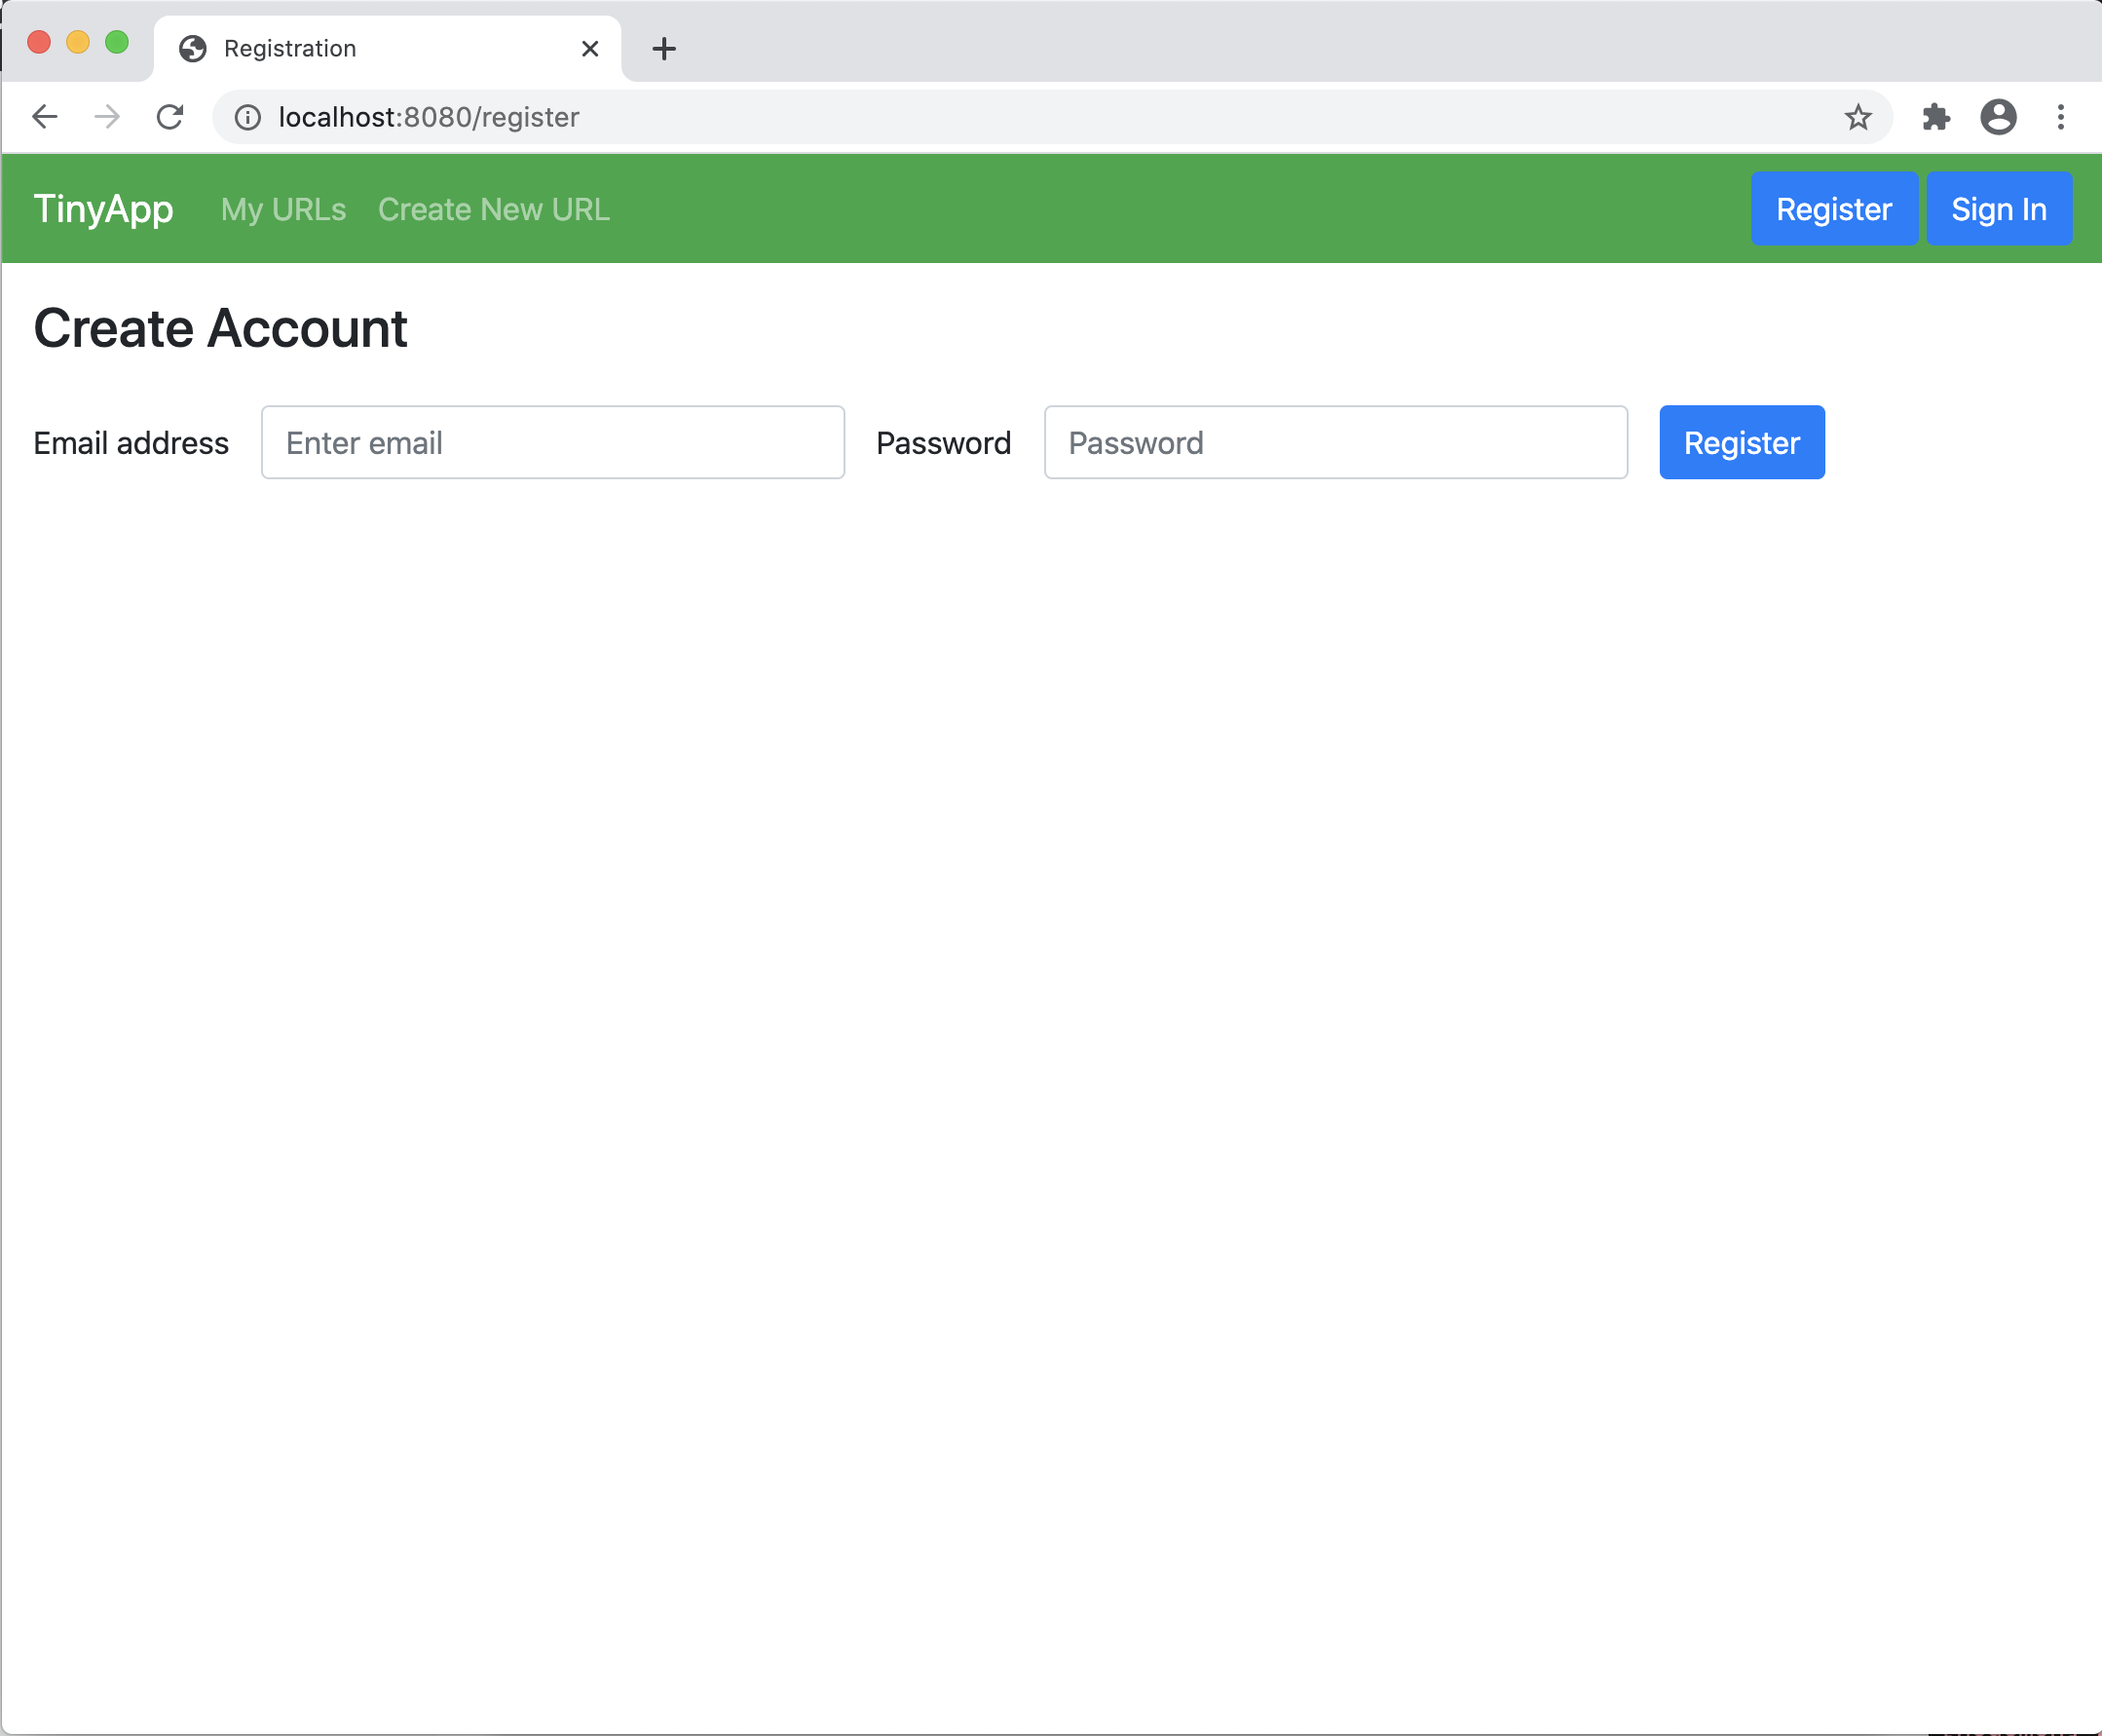 Registration
localhost:8080/register
TinyApp My URLs Create New URL Register Sign In
Create Account
Email address Enter email Password Password Register